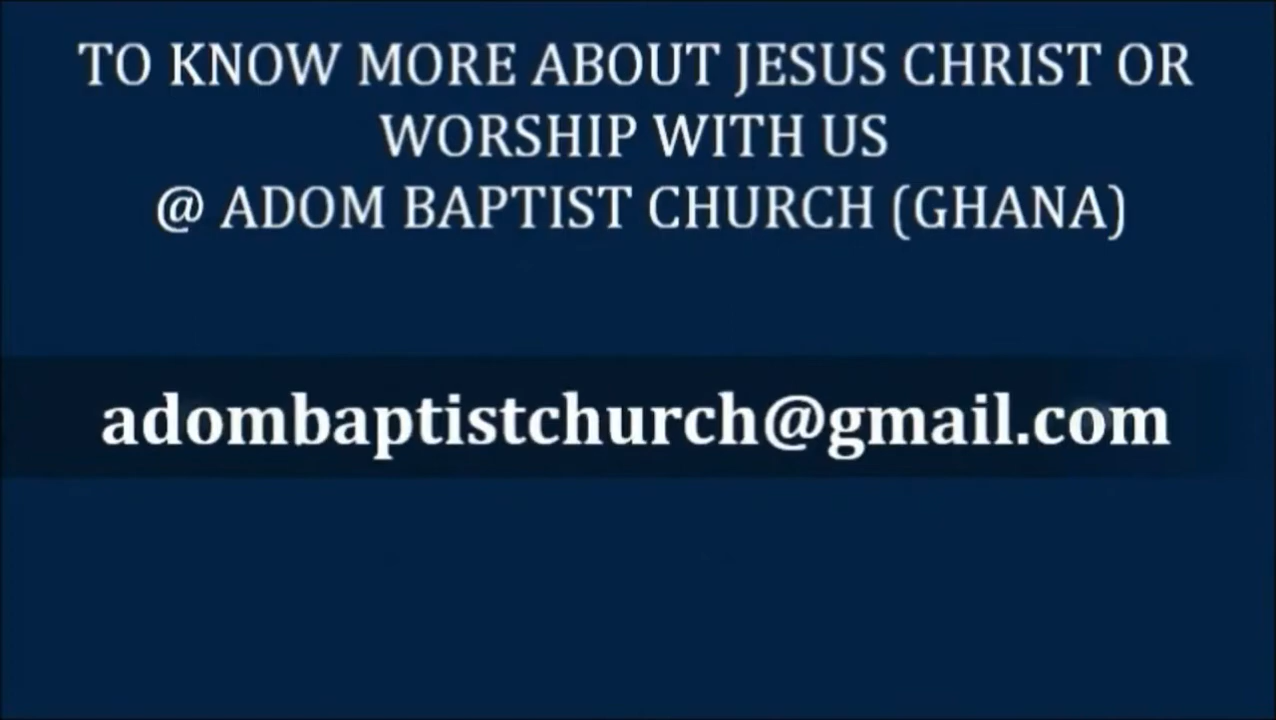 TO KNOW MORE ABOUT JESUS CHRIST OR
WORSHIP WITH US
@ ADOM BAPTIST CHURCH (GHANA)
adombaptistchurch@gmail.com